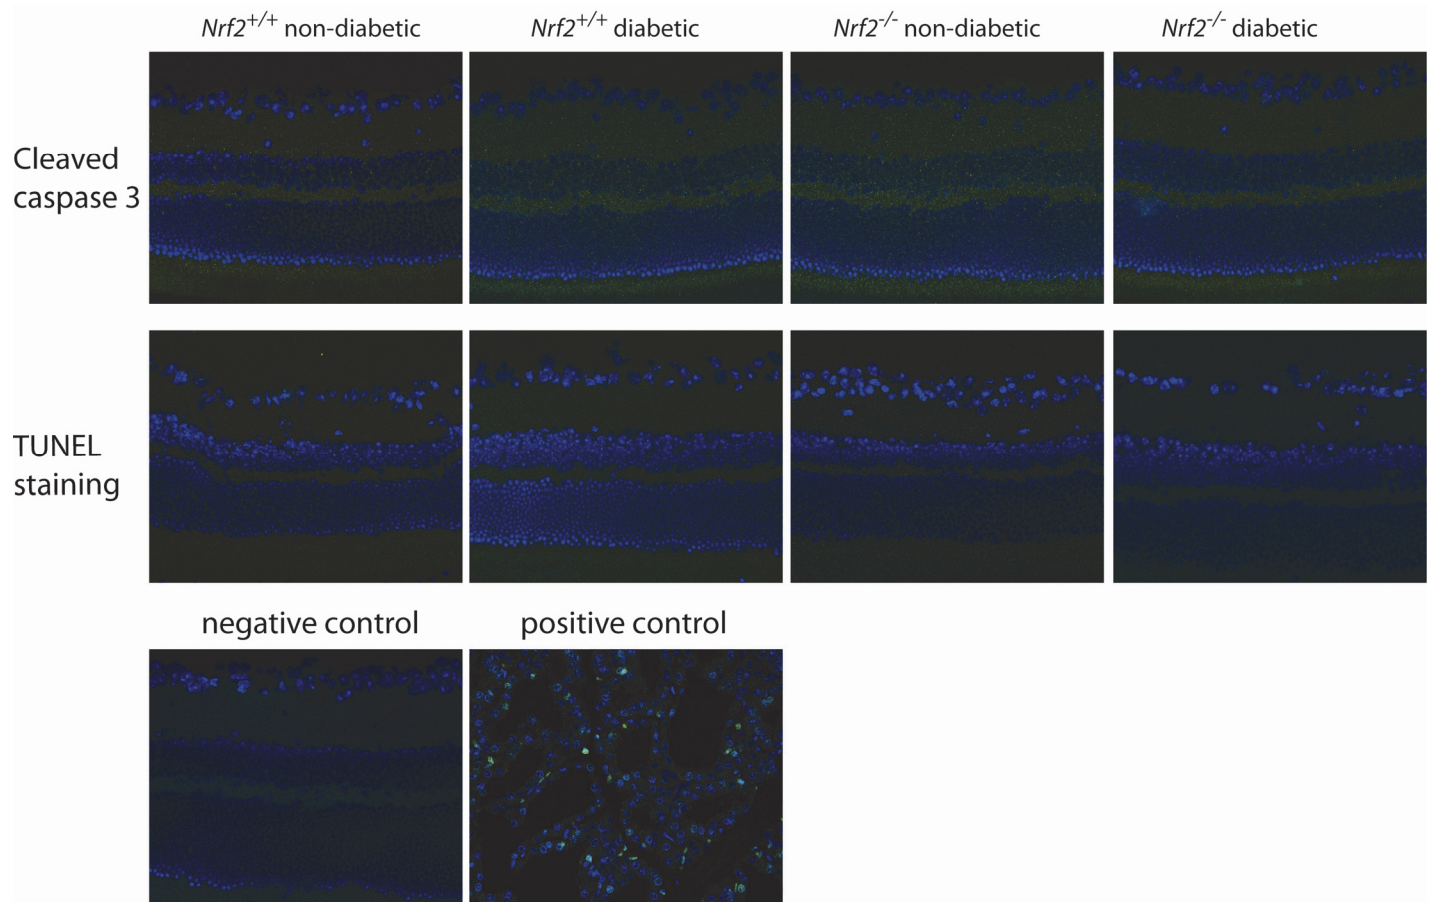 Nrf2+/+ non-diabetic
Nrf2+/+ diabetic
Nrf2-/- non-diabetic
Nrf2-/- diabetic
Cleaved
caspase 3
TUNEL
staining
negative control
positive control